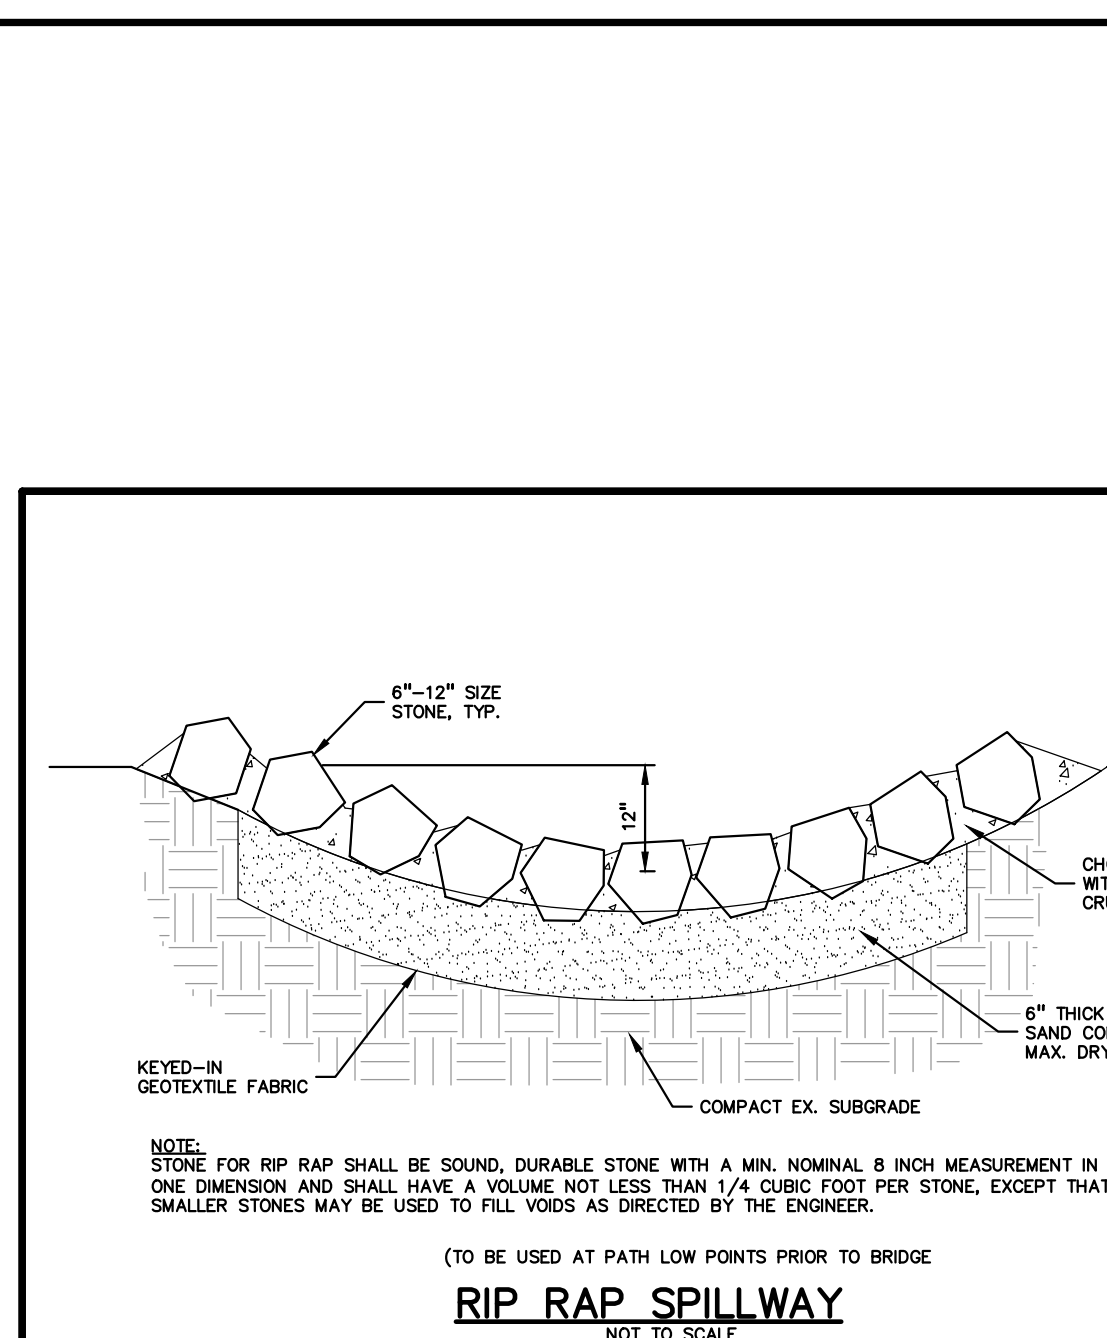 6"-12" SIZE
STONE, TYP.
12"
WIT
6" THICK
SAND CO
MAX. DRY
KEYED-IN
GEOTEXTILE FABRIC
COMPACT EX. SUBGRADE
NOTE:
STONE FOR RIP RAP SHALL BE SOUND, DURABLE STONE WITH A MIN. NOMINAL 8 INCH MEASUREMENT IN
ONE DIMENSION AND SHALL HAVE A VOLUME NOT LESS THAN 1/4 CUBIC FOOT PER STONE, EXCEPT THAT
SMALLER STONES MAY BE USED TO FILL VOIDS AS DIRECTED BY THE ENGINEER.
(TO BE USED AT PATH LOW POINTS PRIOR TO BRIDGE
RIP RAP SPILLWAY
NOT TO SCALE